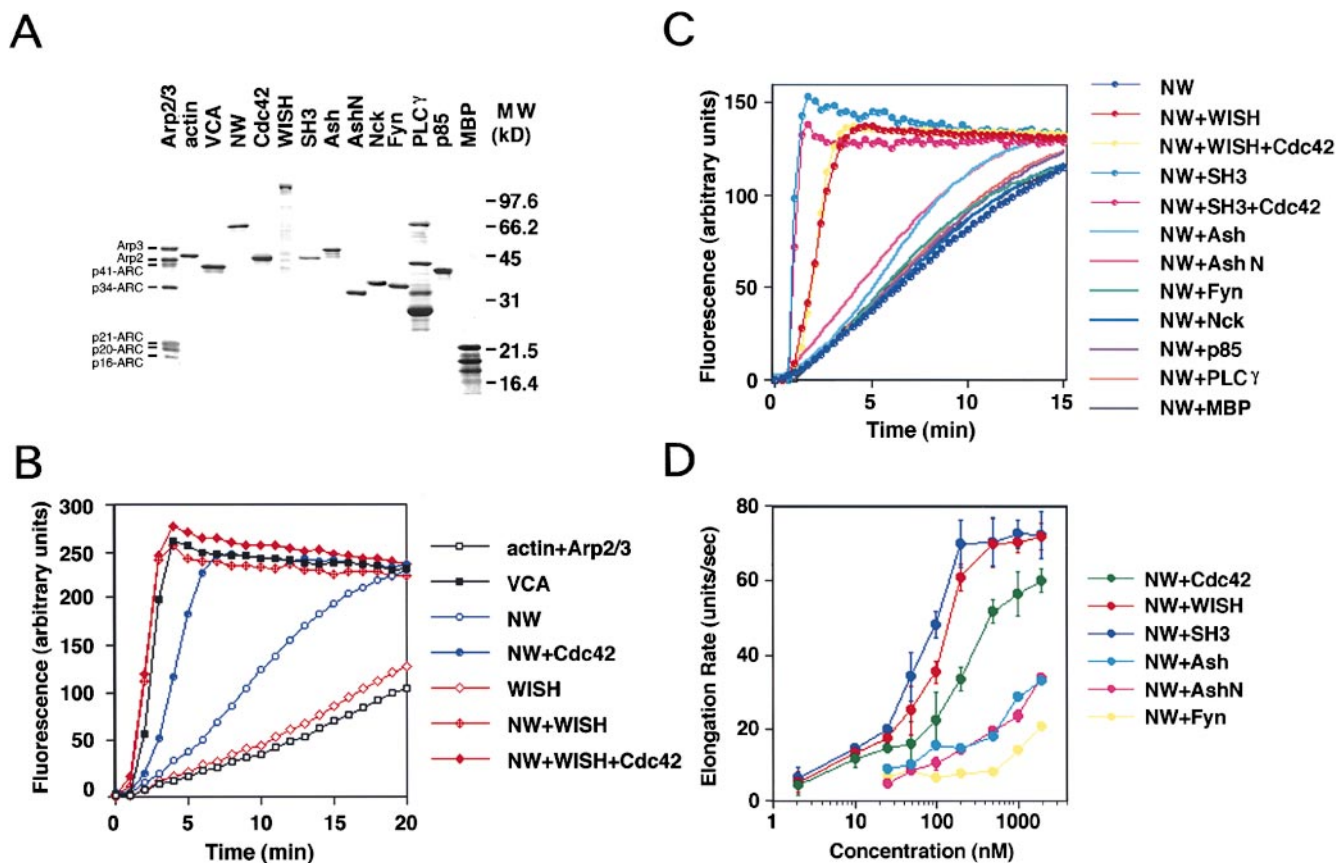 A
Arp2/3
actin
VCA
NW
Cdc42
WISH
SH3
Ash
AshN
Nck
Fyn
PLCγ
p85
MBP
MW
(kD)
Arp3
Arp2
p41-ARC
p34-ARC
p21-ARC
p20-ARC
p16-ARC
97.6
66.2
45
31
21.5
16.4
B
Fluorescence (arbitrary units)
300
250
200
150
100
50
0
0
5
10
15
20
Time (min)
actin+Arp2/3
VCA
NW
NW+Cdc42
WISH
NW+WISH
NW+WISH+Cdc42
C
Fluorescence (arbitrary units)
150
100
50
0
0
5
10
15
Time (min)
NW
NW+WISH
NW+WISH+Cdc42
NW+SH3
NW+SH3+Cdc42
NW+Ash
NW+Ash N
NW+Fyn
NW+Nck
NW+p85
NW+PLCγ
NW+MBP
D
Elongation Rate (units/sec)
80
60
40
20
0
1
10
100
1000
Concentration (nM)
NW+Cdc42
NW+WISH
NW+SH3
NW+Ash
NW+AshN
NW+Fyn